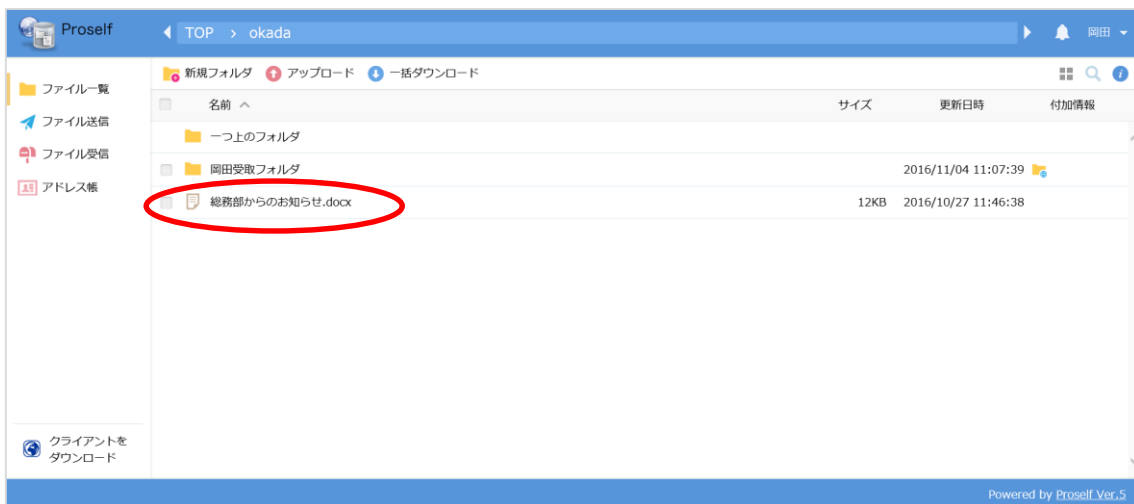 Proself
TOP > okada
岡田
ファイル一覧
ファイル送信
ファイル受信
アドレス帳
クライアントを
ダウンロード
新規フォルダ アップロード 一括ダウンロード
名前 サイズ 更新日時 付加情報
一つ上のフォルダ
岡田受取フォルダ 2016/11/04 11:07:39
総務部からのお知らせ.docx 12KB 2016/10/27 11:46:38
Powered by Proself Ver.5